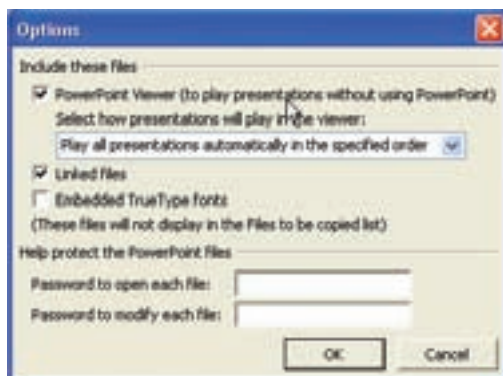 Options
Include these files
PowerPoint Viewer (to play presentations without using PowerPoint)
Select how presentations will play in the viewer:
Play all presentations automatically in the specified order
Linked files
Embedded TrueType fonts
(These files will not display in the Files to be copied list)
Help protect the PowerPoint files
Password to open each file:
Password to modify each file:
OK
Cancel